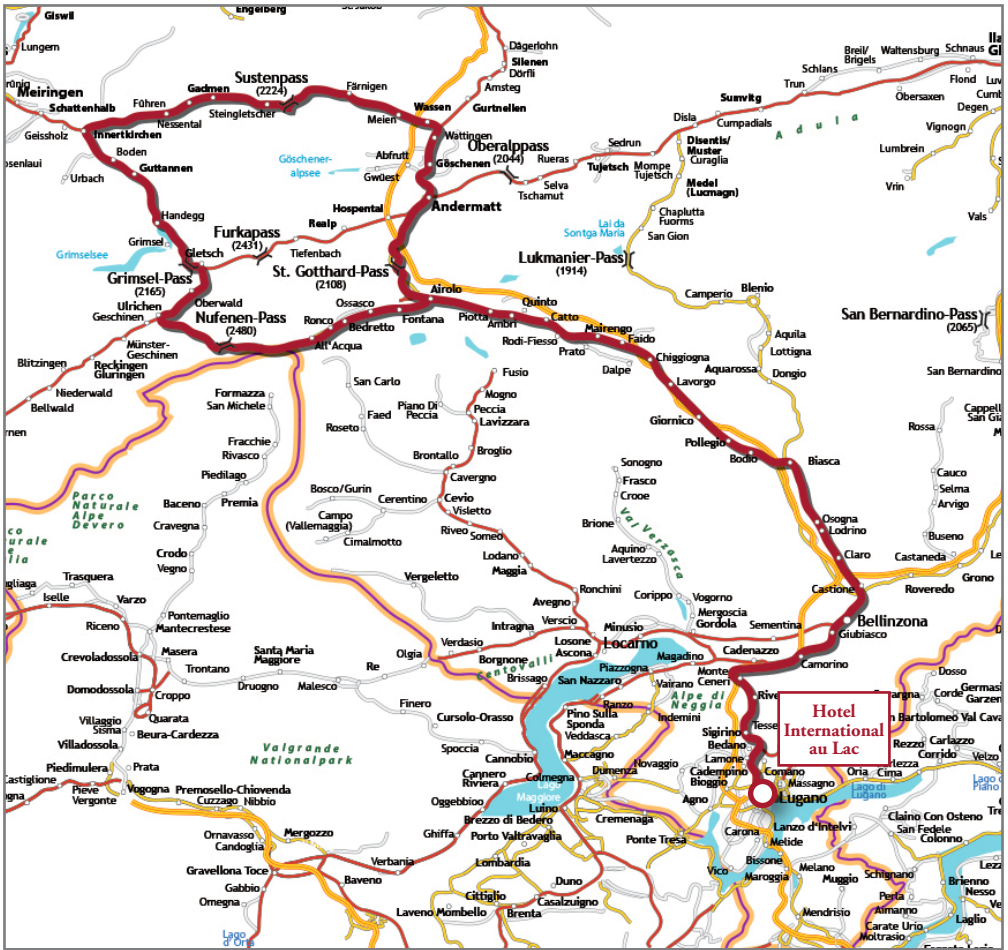 Giswil
Engelberg
Lungern
Dägerlohn
Silenen
Dörfli
Amsteg
Gurtnellen
Meiringen
Schattenhalb
Geissholz
Innertkirchen
Führen
Nessental
Gadmen
Steingletscher
Sustenpass
(2224)
Färnigen
Meien
Wassen
Wattingen
Boden
Guttannen
Urbach
Göschener-
alpsee
Abfrutt
Gwüest
Göschenen
Oberalppass
(2044)
Rueras
Sedrun
Selva
Tschamut
Tujetsch
Mompe
Tujetsch
Disla
Disentis/
Muster
Curaglia
Medel
(Lucmagn)
Cumpadials
Sumvitg
Trun
Schlans
Breil/
Brigels
Waltensburg
Schnaus
Flond
Obersaxen
Degen
Vignogn
Lumbrein
Vrin
Vals
Adula
Handegg
Grimsel
Grimselsee
Gletsch
Furkapass
(2431)
Realp
Tiefenbach
Hospental
Andermatt
St. Gotthard-Pass
(2108)
Grimsel-Pass
(2165)
Oberwald
Ulrichen
Geschinen
Nufenen-Pass
(2480)
Münster-
Geschinen
Reckingen
Gluringen
Blitzingen
Niederwald
Bellwald
Ossasco
Ronco
Bedretto
All'Acqua
Fontana
Airolo
Piotta
Ambri
Quinto
Catto
Rodi-Fiesso
Prato
Mairengo
Faido
Dalpe
Chiggiogna
Lavorgo
Giornico
Pollegio
Bodio
Biasca
Lai da
Sontga Maria
Chaplutta
Fuorms
San Gion
Lukmanier-Pass
(1914)
Camperio
Blenio
Aquila
Lottigna
Aquarossa
Dongio
San Bernardino-Pass
(2065)
San Bernardino
Rossa
Cauco
Selma
Arvigo
Buseno
Castaneda
Grono
Roveredo
Osogna
Lodrino
Claro
Castione
Bellinzona
Giubiasco
Camorino
Cadenazzo
Sementina
Formazza
San Michele
Fracchie
Rivasco
Piedilago
Premia
Baceno
Cravegna
Crodo
Vegno
Pontemaglio
Mantecrestese
Parco
Naturale
Alpe
Devero
San Carlo
Faed
Roseto
Piano Di
Peccia
Fusio
Mogno
Peccia
Lavizzara
Broglio
Brontallo
Cavergno
Bosco/Gurin
Cerentino
Campo
(Vallemaggia)
Cimalmotto
Cevio
Visletto
Riveo
Someo
Lodano
Maggia
Vergeletto
Ronchini
Avegno
Verscio
Intragna
Verdasio
Borgnone
Olgia
Centovalli
Sonogno
Frasco
Crooe
Brione
Val Verzasca
Aquino
Lavertezzo
Corippo
Vogorno
Mergoscia
Gordola
Minusio
Locarno
Losone
Ascona
Brissago
Piazzogna
San Nazzaro
Magadino
Vairano
Ranzo
Indemini
Alpe di
Neggia
Monte
Ceneri
Trasquera
Iselle
Varzo
Riceno
Crevoladossola
Masera
Trontano
Domodossola
Croppo
Druogno
Santa Maria
Maggiore
Malesco
Re
Quarata
Villaggio
Sisma
Beura-Cardezza
Villadossola
Piedimulera
Prata
Castiglione
Pieve
Vergonte
Vogogna
Premosello-Chiovenda
Cuzzago
Nibbio
Valgrande
Nationalpark
Finero
Cursolo-Orasso
Spoccia
Cannobio
Cannero
Riviera
Oggebbio
Ghiffa
Verbania
Ornavasso
Candoglia
Mergozzo
Gravellona Toce
Gabbio
Omegna
Baveno
Lago
d'Orta
Pino Sulla
Sponda
Veddasca
Maccagno
Colmegna
Lago
Maggiore
Luino
Dumenza
Novaggio
Agno
Cremenaga
Ponte Tresa
Brezzo di Bedero
Porto Valtravaglia
Lombardia
Duno
Cittiglio
Casalzuigno
Laveno Mombello
Brenta
Sigirino
Bedano
Lamone
Cadempino
Bioggio
Comano
Massagno
Hotel
International
au Lac
Lugano
Lago di
Lugano
Oria
Cima
Rezzo
Carlazzo
Corrido
Dosso
Corde
Claino Con Osteno
San Fedele
Colonno
Lanzo d'Intelvi
Carona
Melide
Bissone
Maroggia
Vico
Melano
Muggio
Mendrisio
Schignano
Perta
Aimanno
Carate Urio
Moltrasio
Brienno
Nesso
Laglio